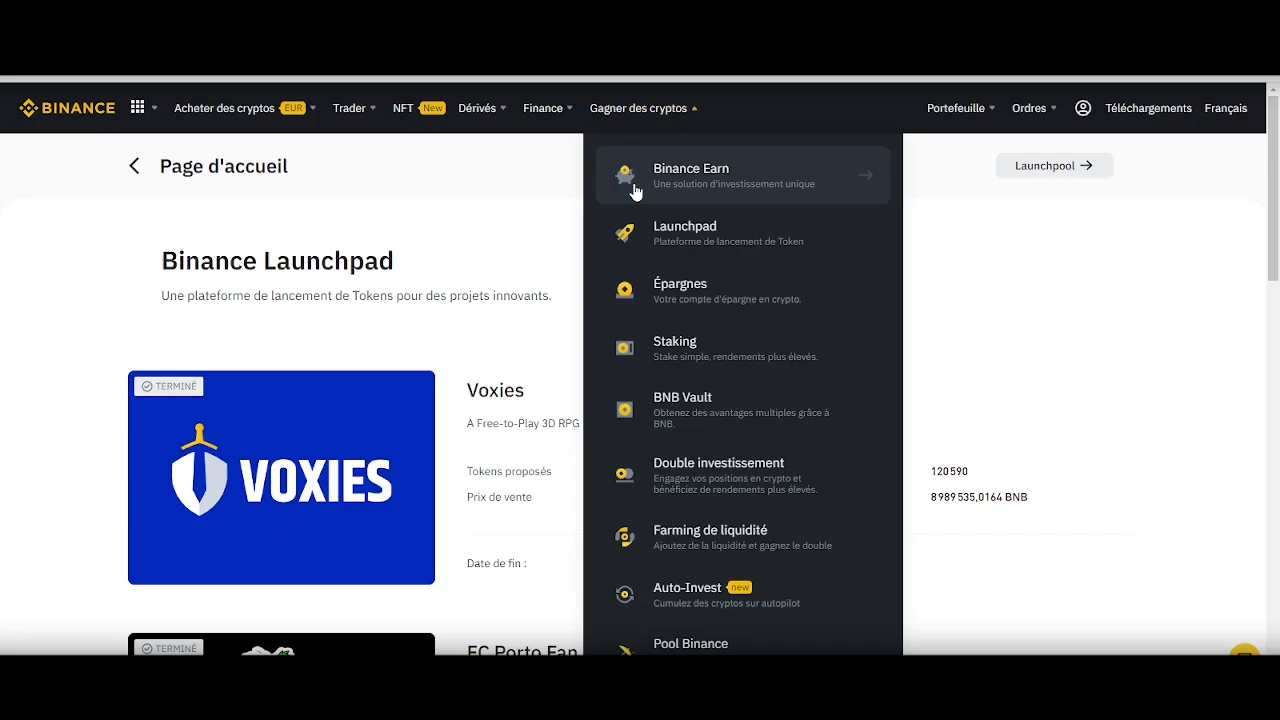 BINANCE
Acheter des cryptos EUR
Trader
NFT New
Dérivés
Finance
Gagner des cryptos
Portefeuille
Ordres
Téléchargements
Français
Page d'accueil
Launchpool
Binance Launchpad
Une plateforme de lancement de Tokens pour des projets innovants.
TERMINÉ
VOXIES
Voxies
A Free-to-Play 3D RPG
Tokens proposés
Prix de vente
Date de fin :
120590
8989535,0164 BNB
TERMINÉ
FC Porto Fan
Binance Earn
Une solution d'investissement unique
Launchpad
Plateforme de lancement de Token
Épargnes
Votre compte d'épargne en crypto.
Staking
Stake simple, rendements plus élevés.
BNB Vault
Obtenez des avantages multiples grâce à
BNB.
Double investissement
Engagez vos positions en crypto et
bénéficiez de rendements plus élevés.
Farming de liquidité
Ajoutez de la liquidité et gagnez le double
Auto-Invest new
Cumulez des cryptos sur autopilot
Pool Binance